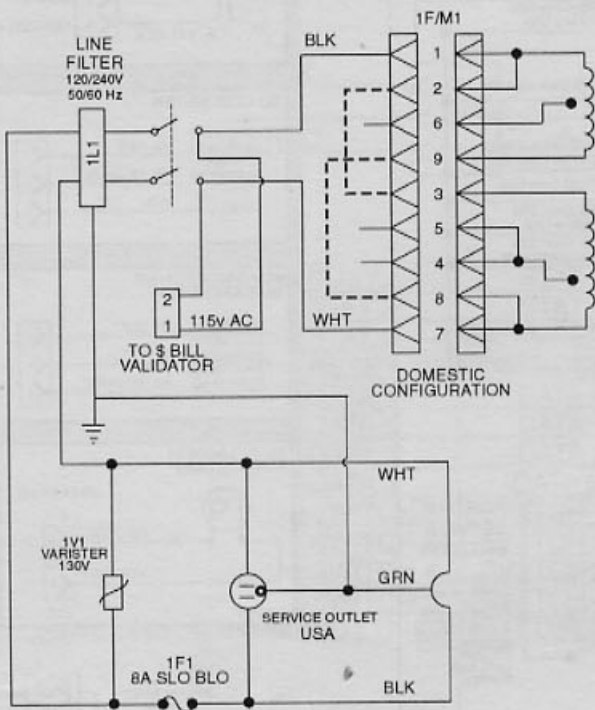 1F/M1
LINE
FILTER
120/240V
50/60 Hz
BLK
1L1
1
2
6
9
3
5
4
8
7
2
1
115v AC
WHT
TO $ BILL
VALIDATOR
DOMESTIC
CONFIGURATION
WHT
1V1
VARISTER
130V
GRN
SERVICE OUTLET
USA
1F1
8A SLO BLO
BLK